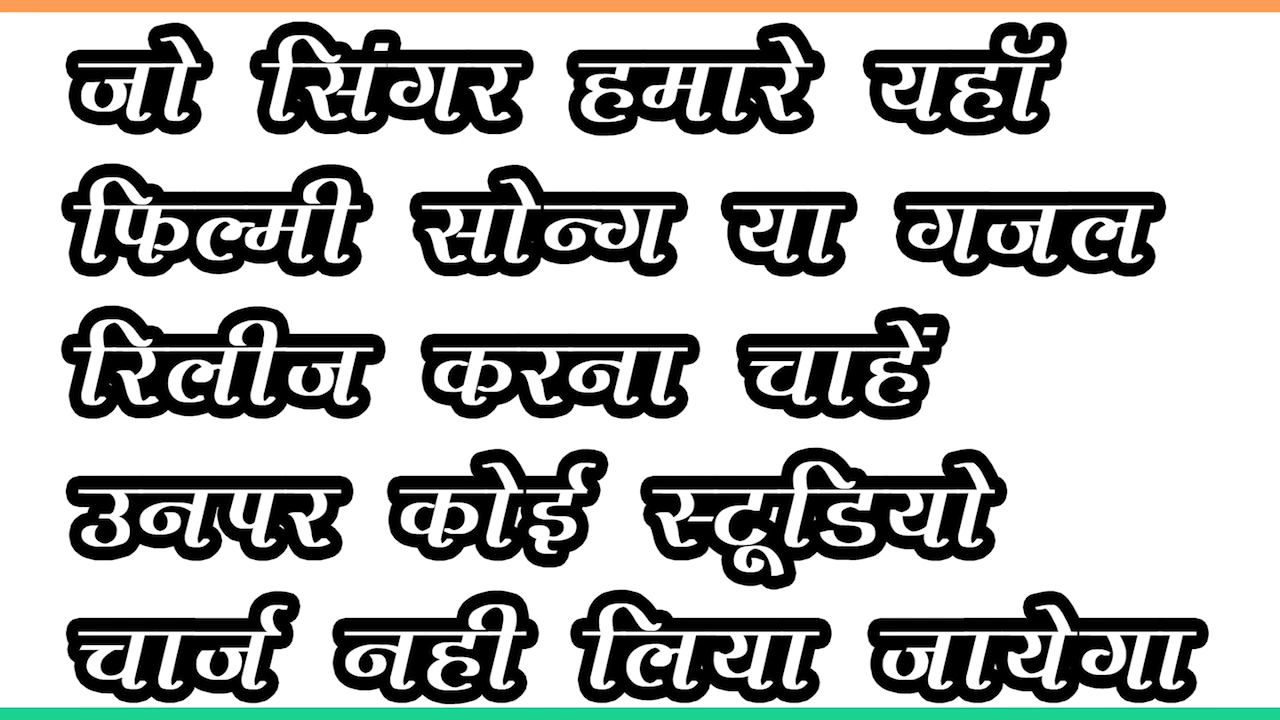 जो सिंगर हमारे यहाँ
फिल्मी सोन्ग या गजल
रिलीज करना चाहें
उनपर कोई स्टूडियो
चार्ज नही लिया जायेगा